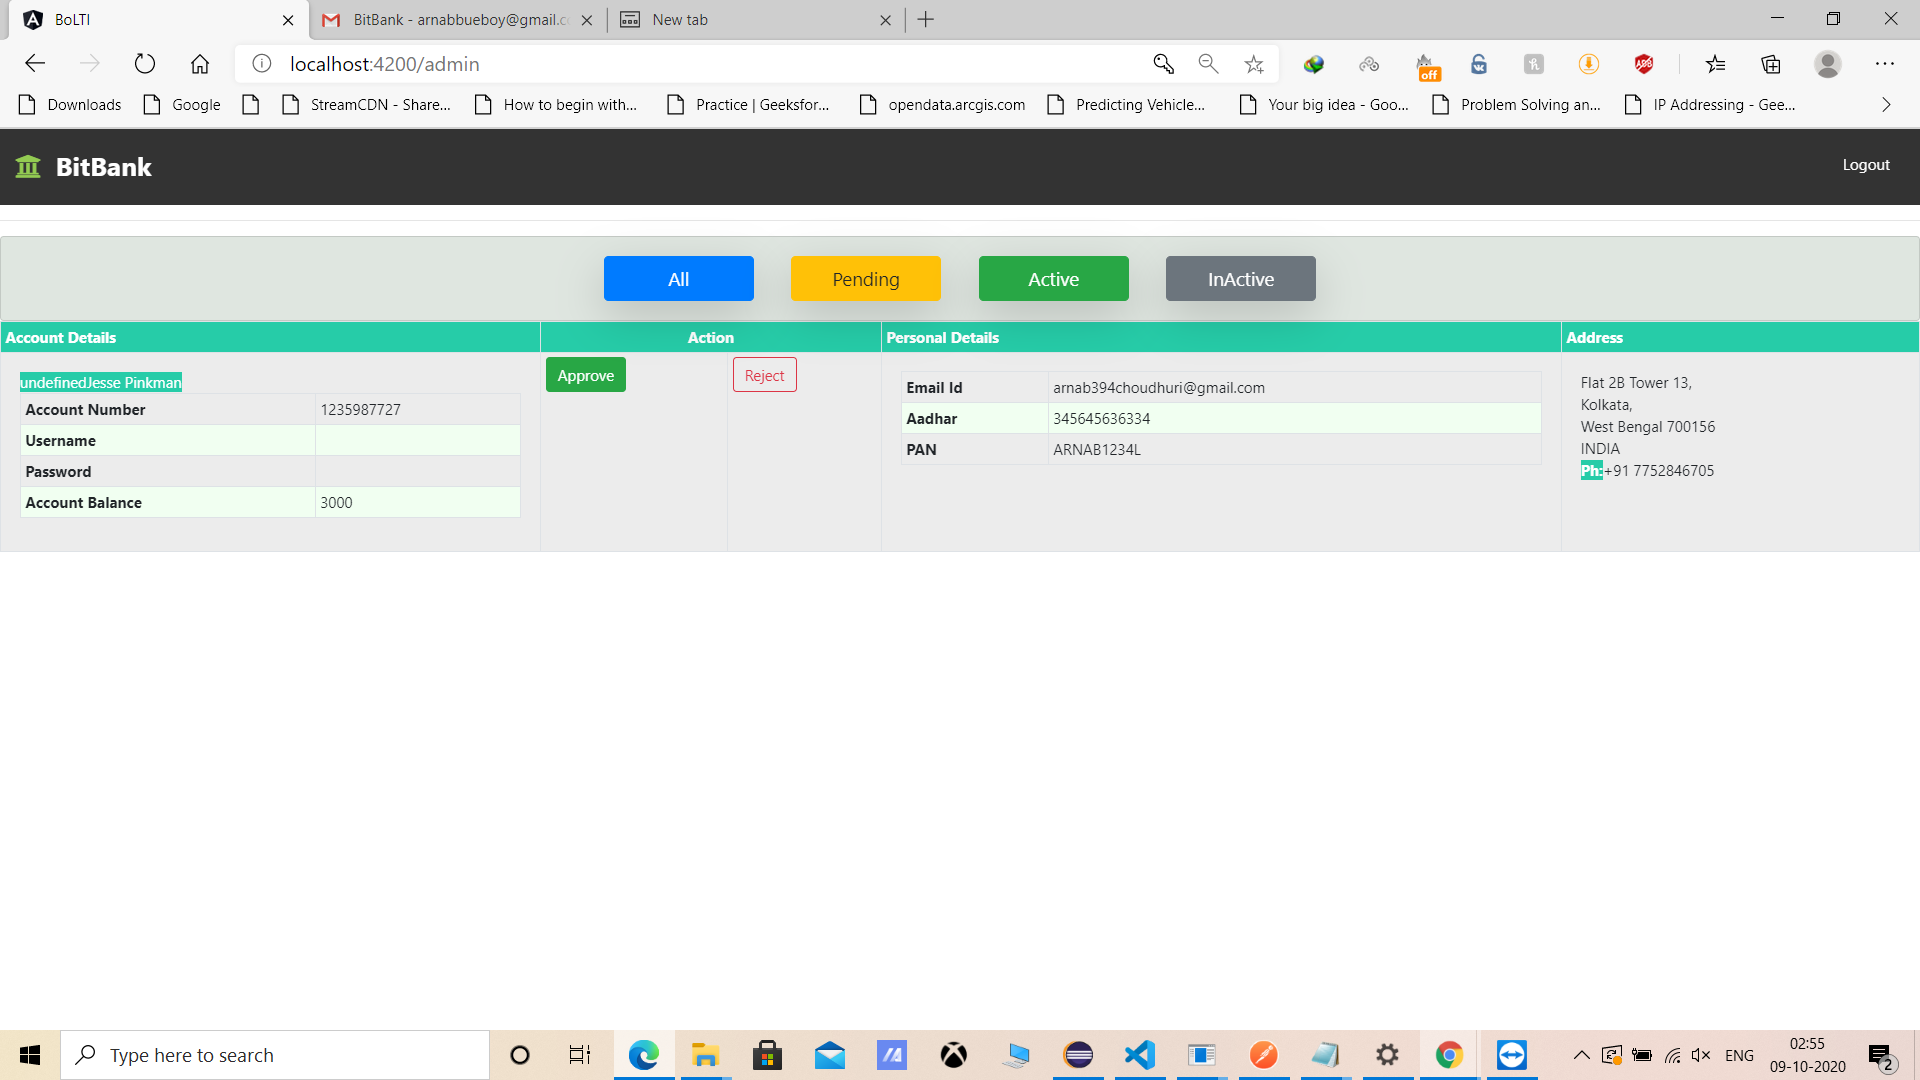 BoLTI
BitBank - arnabbueboy@gmail.c
New tab
localhost:4200/admin
off
Downloads
Google
StreamCDN - Share...
How to begin with...
Practice | Geeksfor...
opendata.arcgis.com
Predicting Vehicle...
Your big idea - Goo...
Problem Solving an...
IP Addressing - Gee...
BitBank
Logout
All
Pending
Active
InActive
Account Details
Action
Personal Details
Address
undefinedJesse Pinkman
Account Number 1235987727
Username
Password
Account Balance 3000
Approve
Reject
Email Id arnab394choudhuri@gmail.com
Aadhar 345645636334
PAN ARNAB1234L
Flat 2B Tower 13,
Kolkata,
West Bengal 700156
INDIA
Ph:+91 7752846705
Type here to search
ENG
02:55
09-10-2020
2